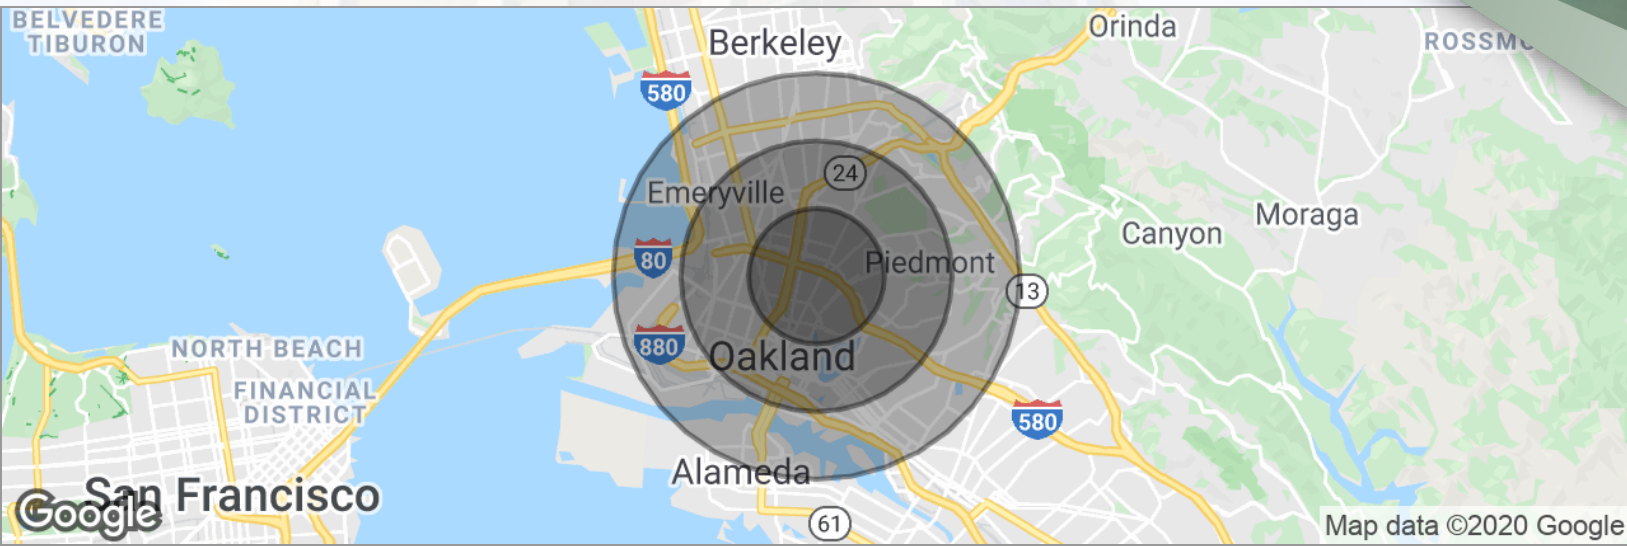 BELVEDERE
TIBURON
Berkeley
Orinda
580
24
Emeryville
80
Piedmont
Canyon
Moraga
13
880
Oakland
NORTH BEACH
FINANCIAL
DISTRICT
580
Alameda
San Francisco
Google
61
Map data ©2020 Google